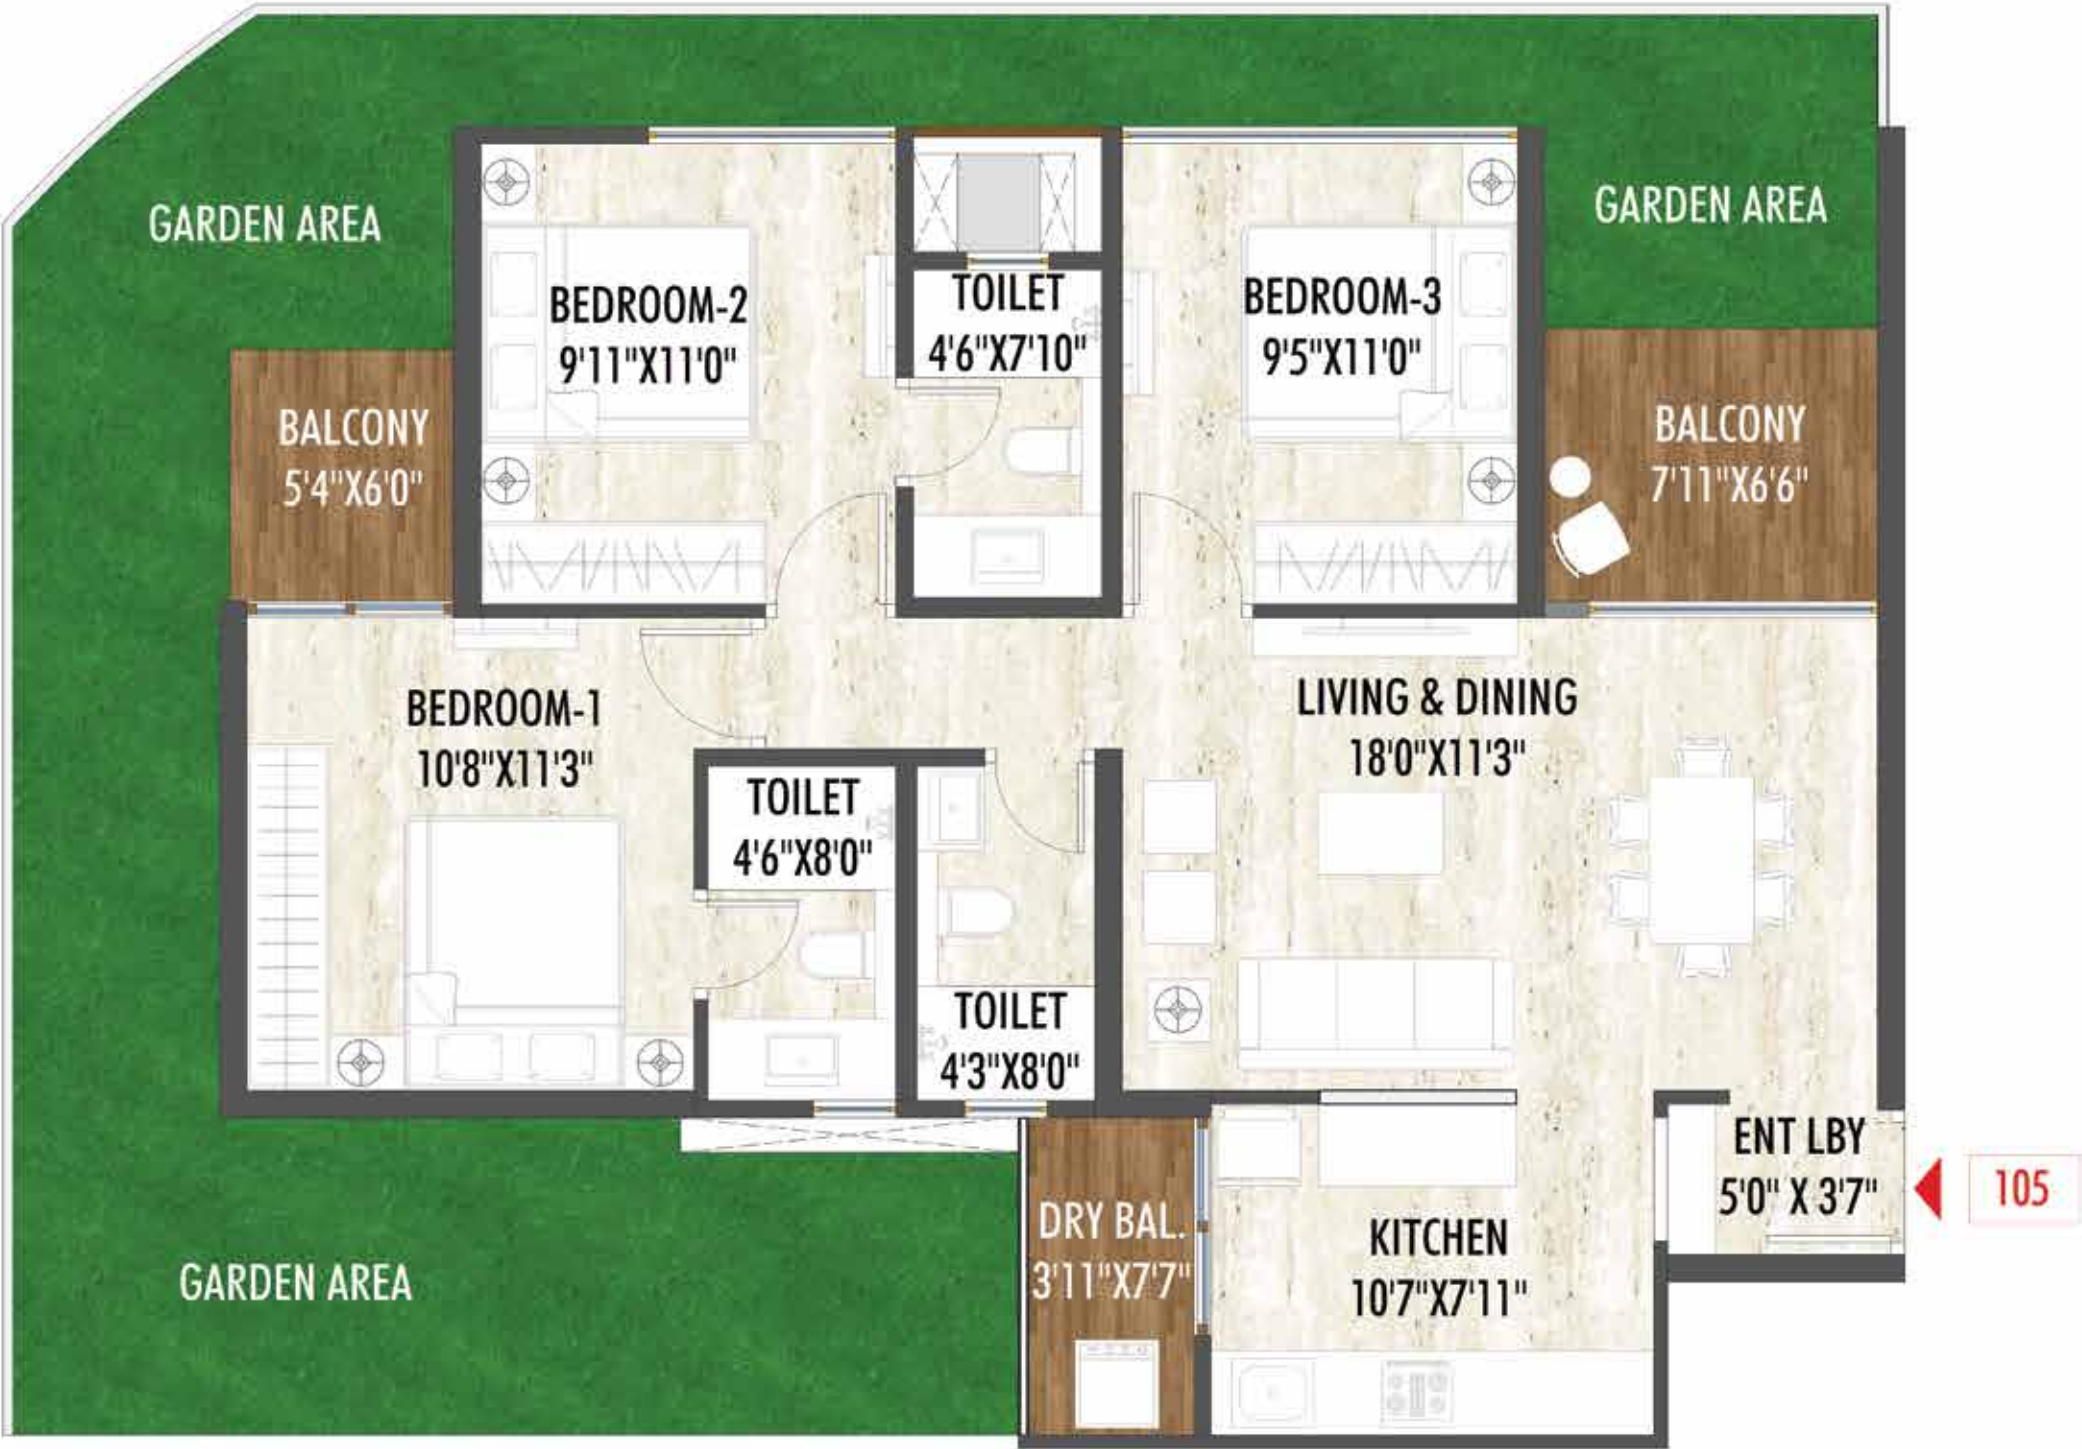 GARDEN AREA
GARDEN AREA
BEDROOM-2
9'11"X11'0"
TOILET
4'6"X7'10"
BEDROOM-3
9'5"X11'0"
BALCONY
5'4"X6'0"
BALCONY
7'11"X6'6"
BEDROOM-1
10'8"X11'3"
LIVING & DINING
18'0"X11'3"
TOILET
4'6"X8'0"
TOILET
4'3"X8'0"
ENT LBY
5'0" X 3'7"
105
DRY BAL.
3'11"X7'7"
KITCHEN
10'7"X7'11"
GARDEN AREA